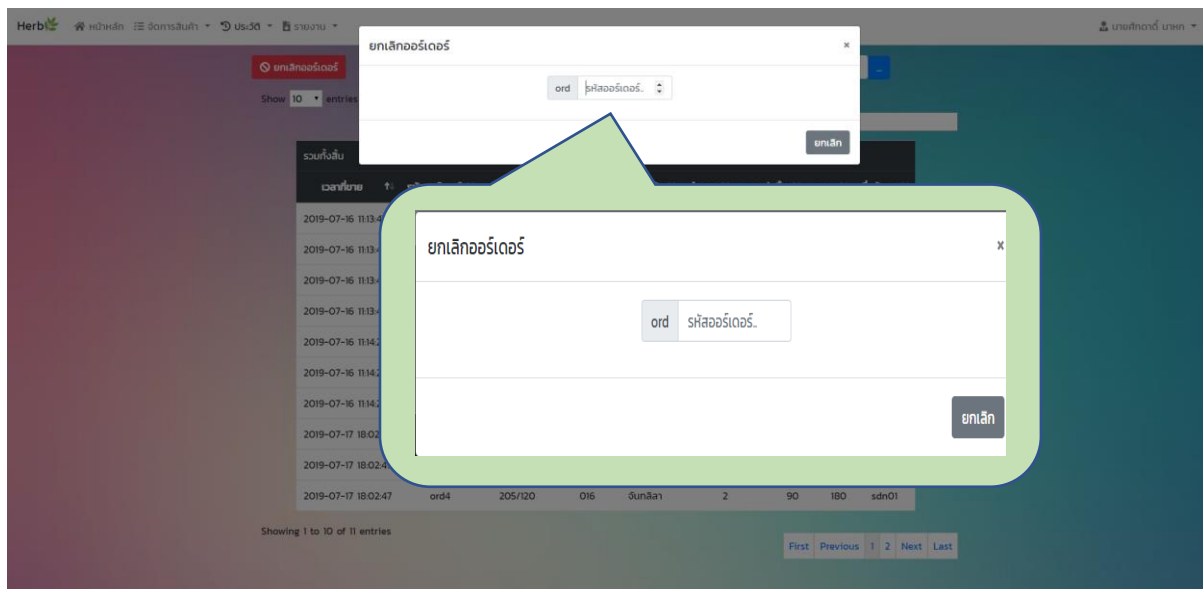 Herb หน้าหลัก จัดการสินค้า ประวัติ รายงาน นายศักดาดิ์ นาหก
ยกเลิกออร์เดอร์ ×
ยกเลิกออร์เดอร์
ord รหัสออร์เดอร์..
Show 10 entries
ยกเลิก
รวมทั้งสิ้น
เวลาที่ขาย
2019-07-16 11:13:4
2019-07-16 11:13:4
2019-07-16 11:13:4
2019-07-16 11:13:4
2019-07-16 11:14:2
2019-07-16 11:14:2
2019-07-16 11:14:2
2019-07-17 18:02
2019-07-17 18:02:4
ยกเลิกออร์เดอร์ ×
ord รหัสออร์เดอร์..
ยกเลิก
2019-07-17 18:02:47 ord4 205/120 016 จันทลีลา 2 90 180 sdn01
Showing 1 to 10 of 11 entries
First Previous 1 2 Next Last